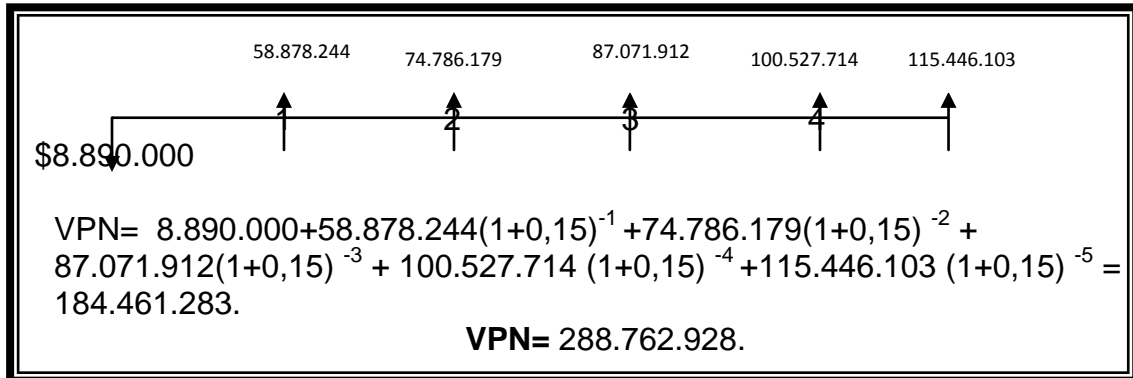 58.878.244 74.786.179 87.071.912 100.527.714 115.446.103
1 2 3 4
$8.890.000
VPN= 8.890.000+58.878.244(1+0,15)⁻¹ +74.786.179(1+0,15) ⁻² +
87.071.912(1+0,15) ⁻³ + 100.527.714 (1+0,15) ⁻⁴ +115.446.103 (1+0,15) ⁻⁵ =
184.461.283.
VPN= 288.762.928.